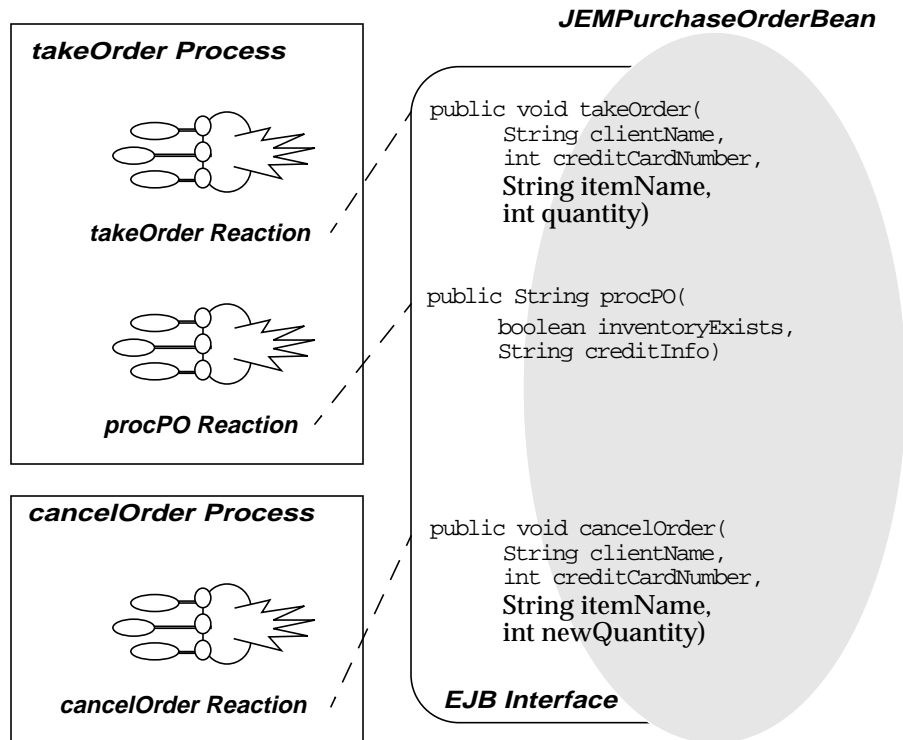 JEMPurchaseOrderBean
takeOrder Process
takeOrder Reaction
procPO Reaction
cancelOrder Process
cancelOrder Reaction
public void takeOrder(
String clientName,
int creditCardNumber,
String itemName,
int quantity)
public String procPO(
boolean inventoryExists,
String creditInfo)
public void cancelOrder(
String clientName,
int creditCardNumber,
String itemName,
int newQuantity)
EJB Interface